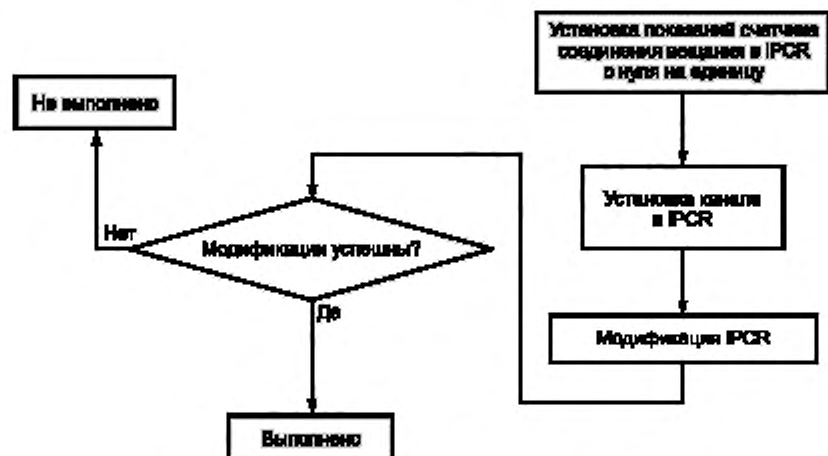 Установка показаний счетчика
соединения вещания в IPCR
с нуля на единицу
Не выполнено
Установка канала
в IPCR
Нет
Модификации успешны?
Да
Модификация IPCR
Выполнено